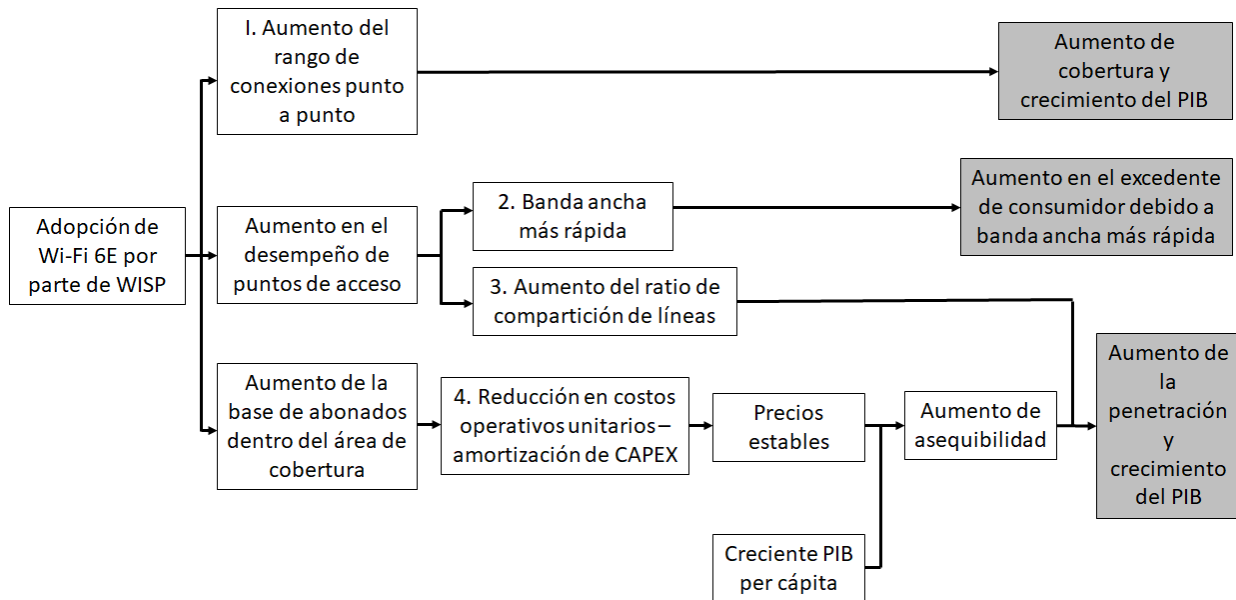 I. Aumento del
rango de
conexiones punto
a punto
Aumento de
cobertura y
crecimiento del PIB
Adopción de
Wi-Fi 6E por
parte de WISP
Aumento en el
desempeño de
puntos de acceso
2. Banda ancha
más rápida
Aumento en el excedente
de consumidor debido a
banda ancha más rápida
3. Aumento del ratio de
compartición de líneas
Aumento de la
base de abonados
dentro del área de
cobertura
4. Reducción en costos
operativos unitarios –
amortización de CAPEX
Precios
estables
Aumento de
asequibilidad
Aumento de
la
penetración
y
crecimiento
del PIB
Creciente PIB
per cápita